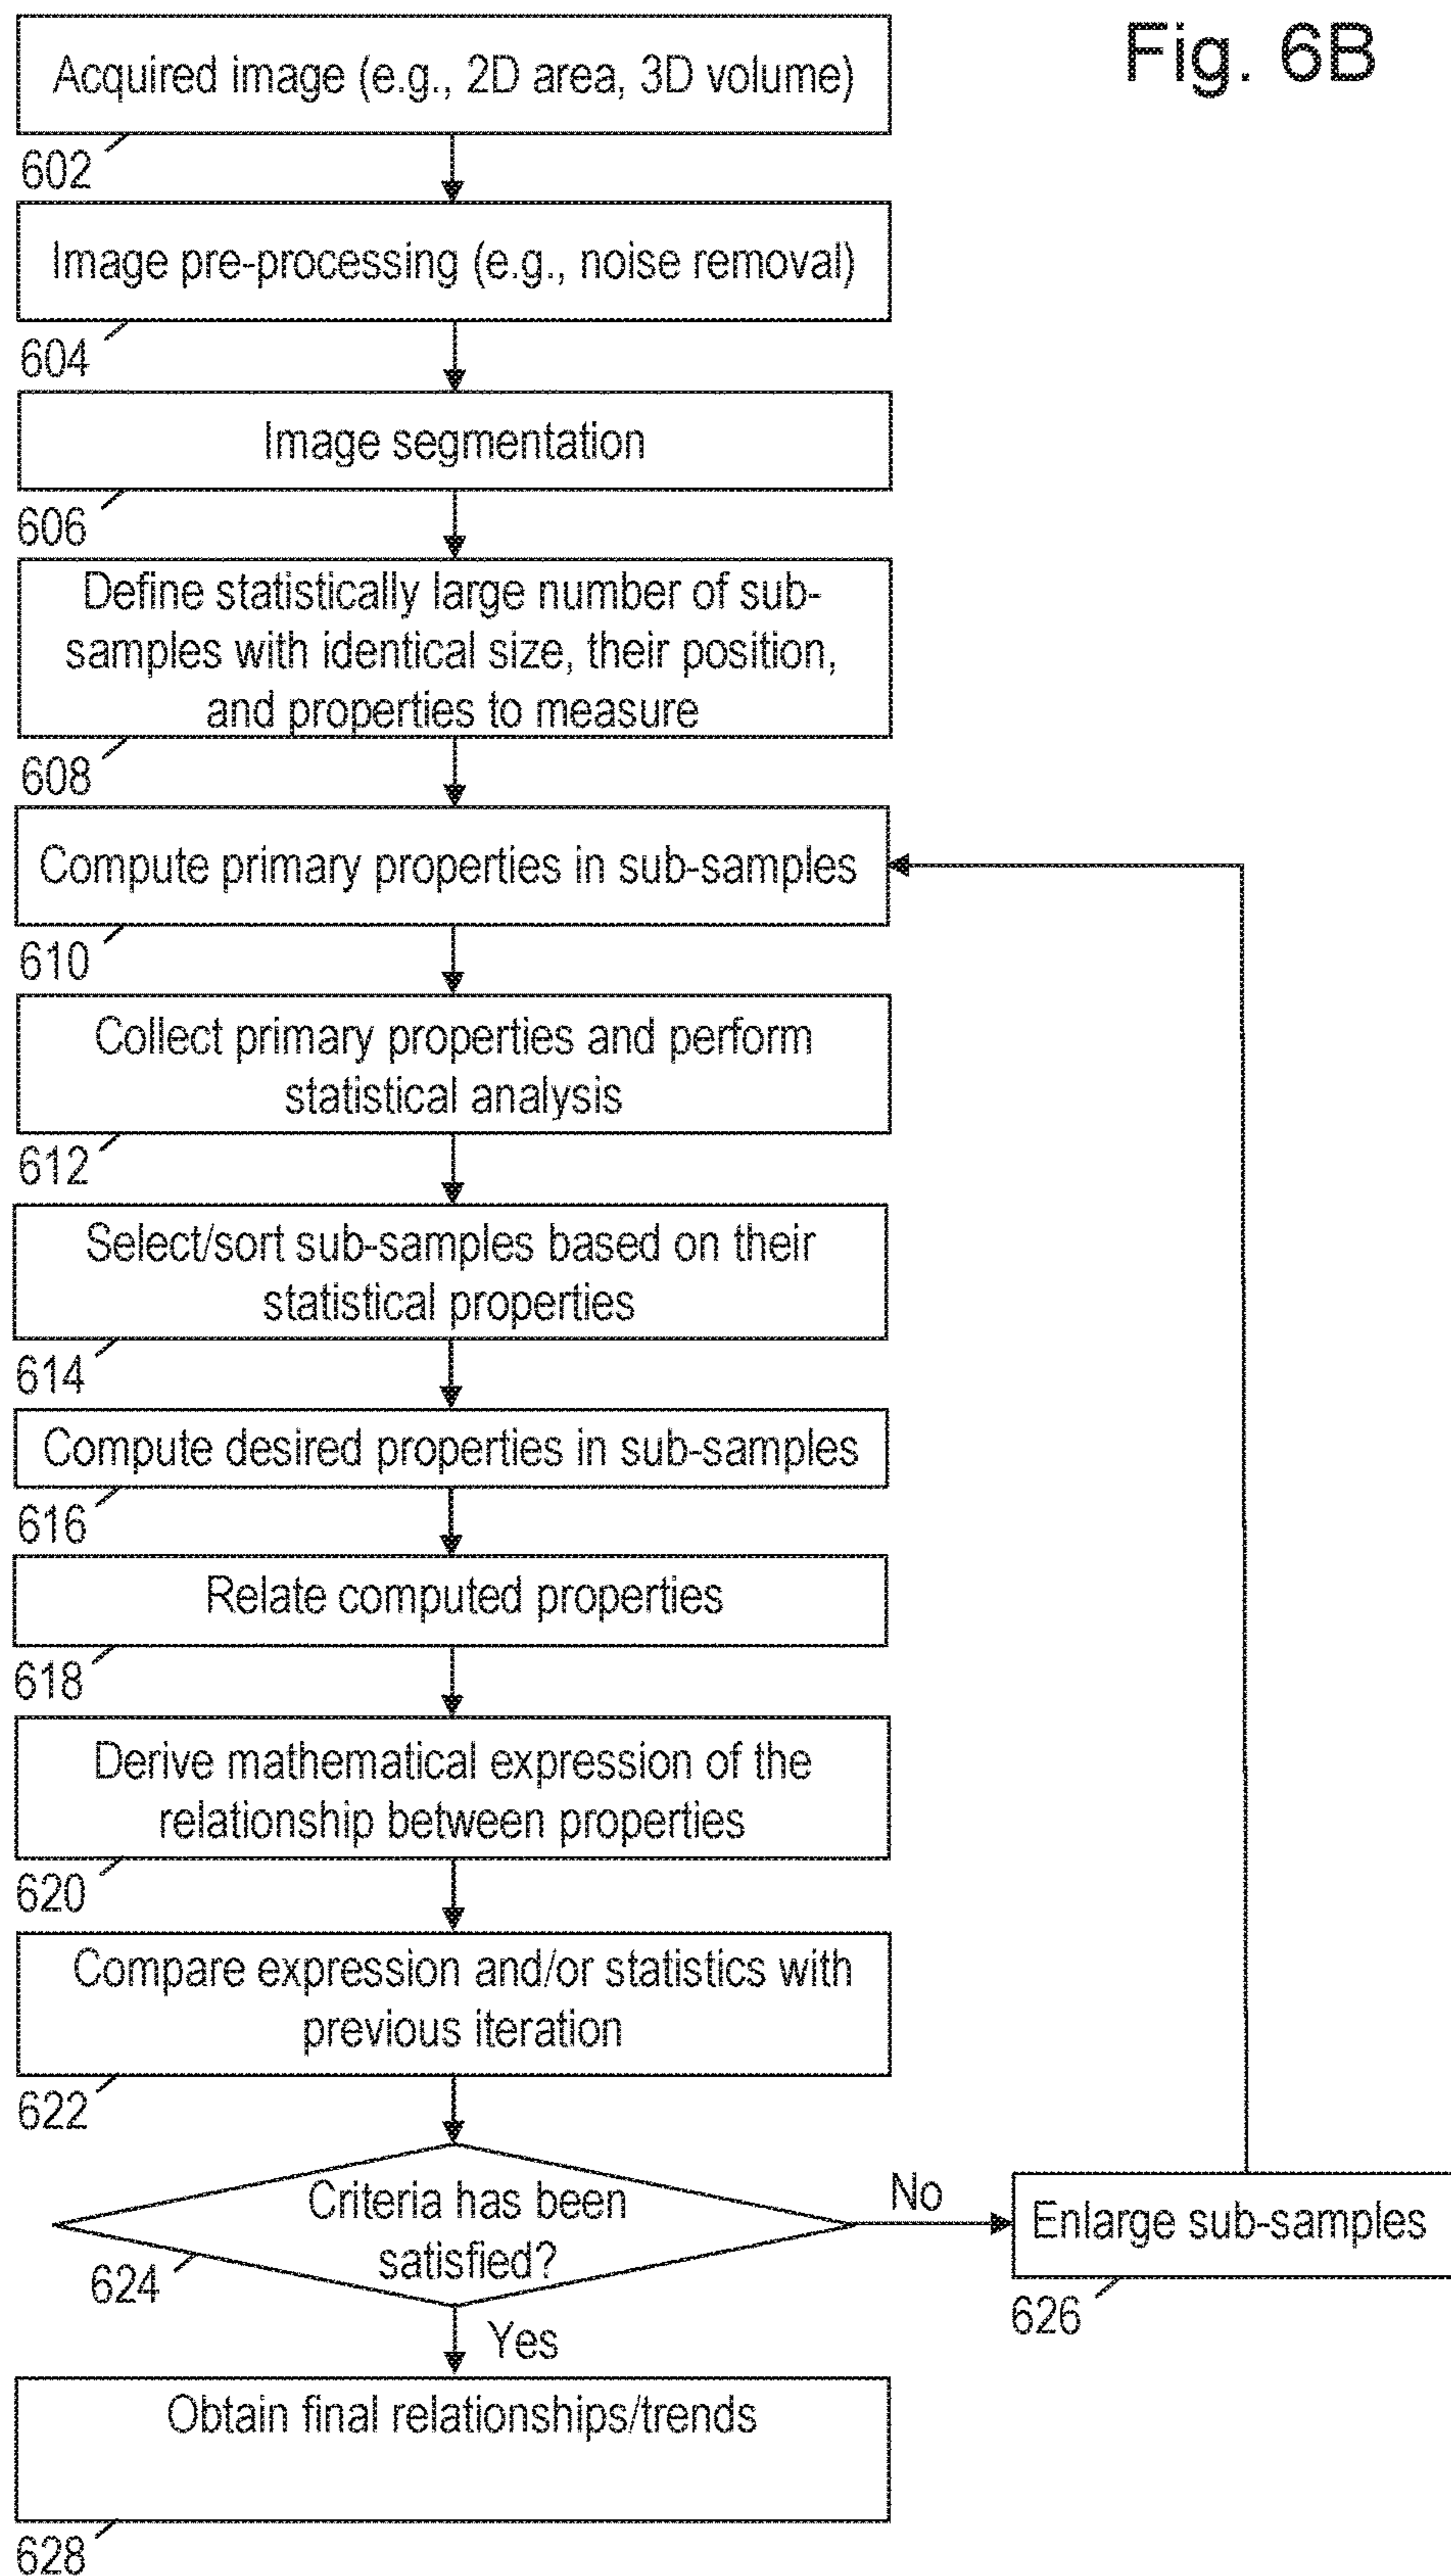 Fig. 6B
Acquired image (e.g., 2D area, 3D volume)
602
Image pre-processing (e.g., noise removal)
604
Image segmentation
606
Define statistically large number of sub-
samples with identical size, their position,
and properties to measure
608
Compute primary properties in sub-samples
610
Collect primary properties and perform
statistical analysis
612
Select/sort sub-samples based on their
statistical properties
614
Compute desired properties in sub-samples
616
Relate computed properties
618
Derive mathematical expression of the
relationship between properties
620
Compare expression and/or statistics with
previous iteration
622
Criteria has been
satisfied?
624
No
Enlarge sub-samples
626
Yes
Obtain final relationships/trends
628